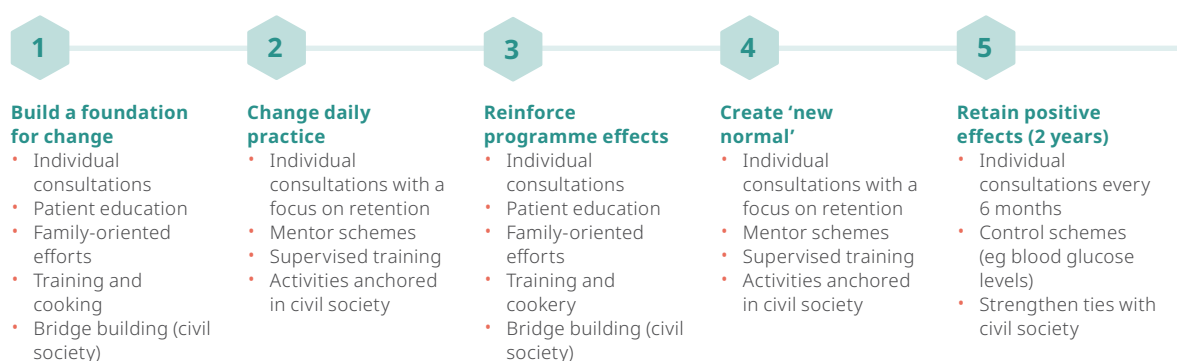 1
Build a foundation
for change
• Individual
consultations
• Patient education
• Family-oriented
efforts
• Training and
cooking
• Bridge building (civil
society)
2
Change daily
practice
• Individual
consultations with a
focus on retention
• Mentor schemes
• Supervised training
• Activities anchored
in civil society
3
Reinforce
programme effects
• Individual
consultations
• Patient education
• Family-oriented
efforts
• Training and
cookery
• Bridge building (civil
society)
4
Create ‘new
normal’
• Individual
consultations with a
focus on retention
• Mentor schemes
• Supervised training
• Activities anchored
in civil society
5
Retain positive
effects (2 years)
• Individual
consultations every
6 months
• Control schemes
(eg blood glucose
levels)
• Strengthen ties with
civil society